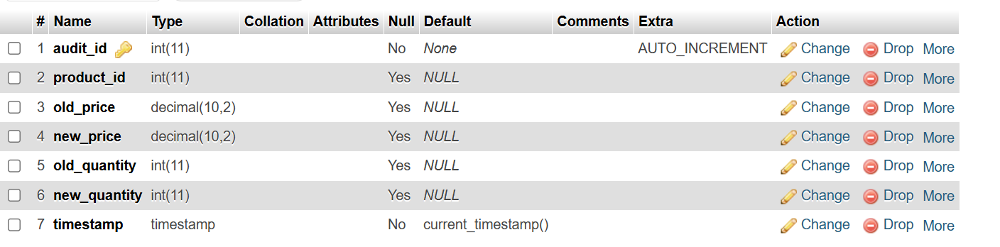 # Name Type Collation Attributes Null Default Comments Extra Action
1 audit_id int(11) No None AUTO_INCREMENT Change Drop More
2 product_id int(11) Yes NULL Change Drop More
3 old_price decimal(10,2) Yes NULL Change Drop More
4 new_price decimal(10,2) Yes NULL Change Drop More
5 old_quantity int(11) Yes NULL Change Drop More
6 new_quantity int(11) Yes NULL Change Drop More
7 timestamp timestamp No current_timestamp() Change Drop More